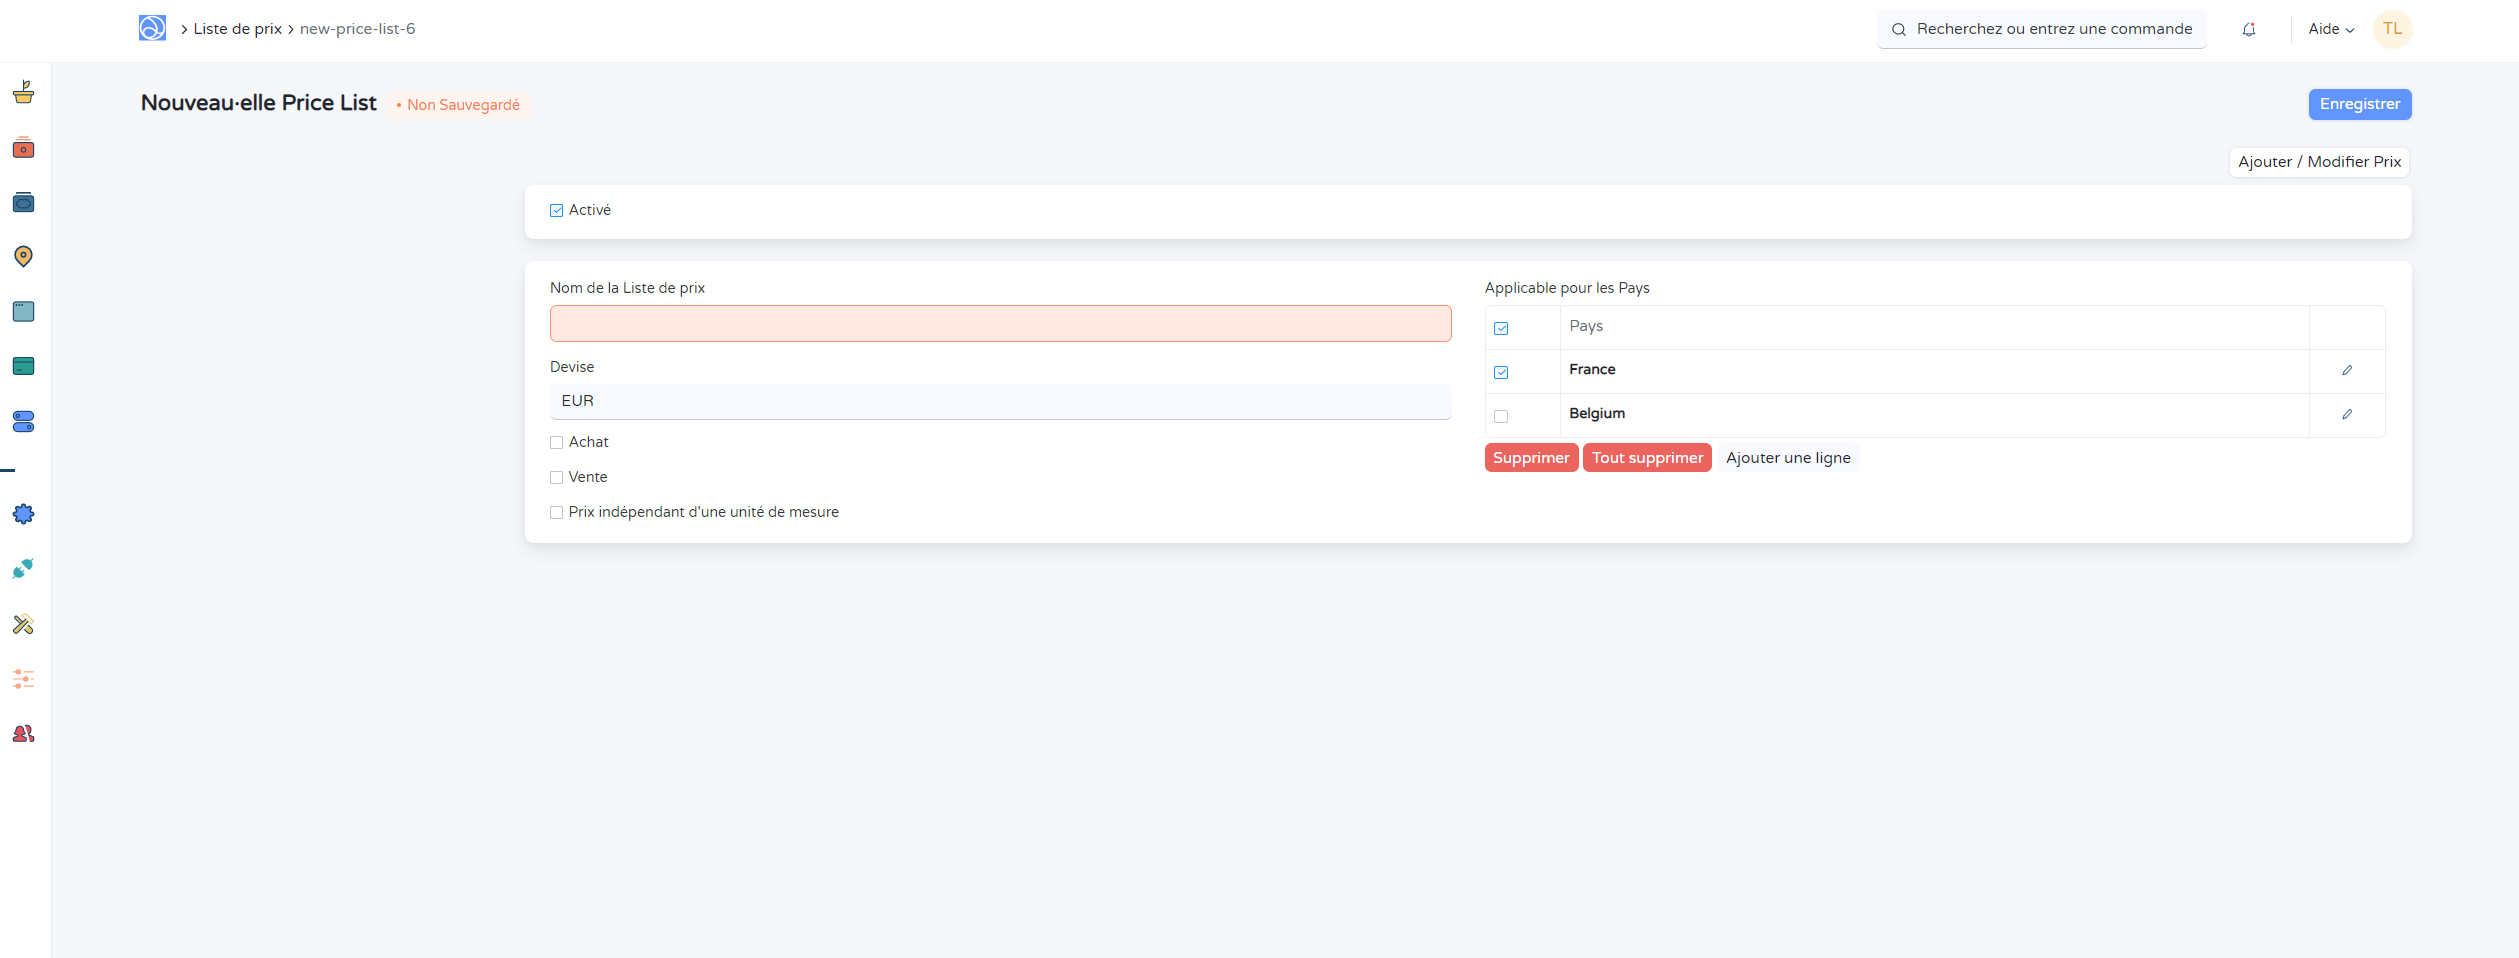 Liste de prix
new-price-list-6
Recherchez ou entrez une commande
Aide
TL
Nouveau·elle Price List
Non Sauvegardé
Enregistrer
Ajouter / Modifier Prix
Activé
Nom de la Liste de prix
Devise
EUR
Achat
Vente
Prix indépendant d'une unité de mesure
Applicable pour les Pays
Pays
France
Belgium
Supprimer
Tout supprimer
Ajouter une ligne